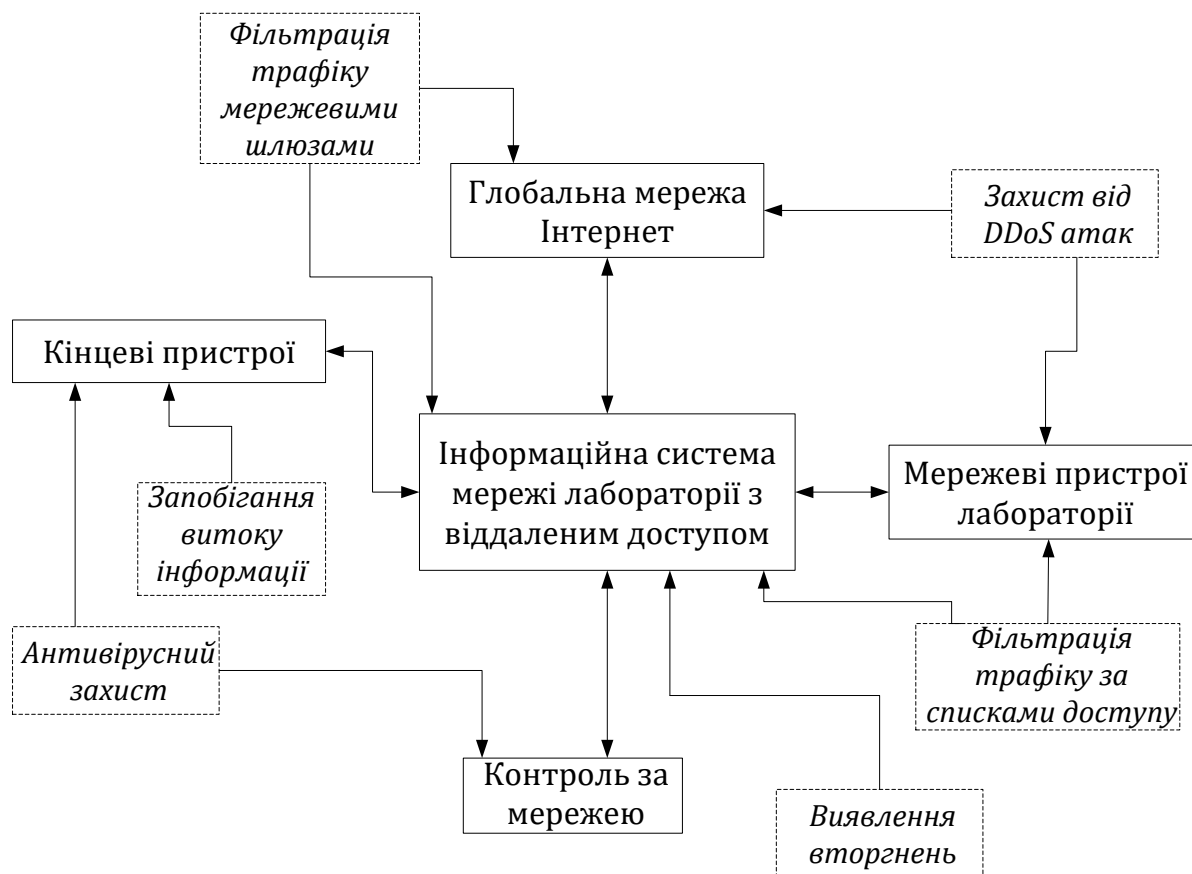 Фільтрація
трафіку
мережевими
шлюзами
Глобальна мережа
Інтернет
Захист від
DDoS атак
Кінцеві пристрої
Інформаційна система
мережі лабораторії з
віддаленим доступом
Мережеві пристрої
лабораторії
Запобігання
витоку
інформації
Антивірусний
захист
Фільтрація
трафіку за
списками доступу
Контроль за
мережею
Виявлення
вторгнень